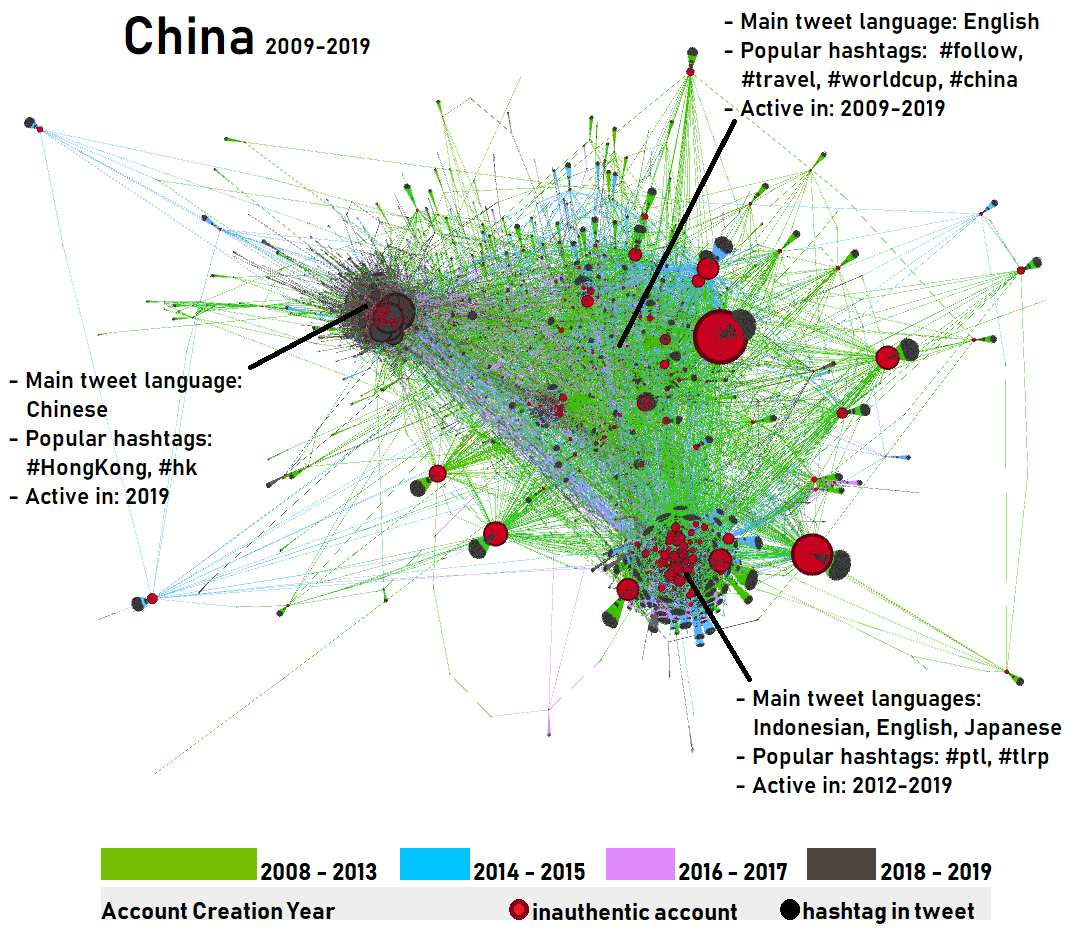 China 2009-2019
- Main tweet language: English
- Popular hashtags: #follow,
#travel, #worldcup, #china
- Active in: 2009-2019
- Main tweet language:
Chinese
- Popular hashtags:
#HongKong, #hk
- Active in: 2019
- Main tweet languages:
Indonesian, English, Japanese
- Popular hashtags: #ptl, #tlrp
- Active in: 2012-2019
2008 - 2013
2014 - 2015
2016 - 2017
2018 - 2019
Account Creation Year
inauthentic account
hashtag in tweet